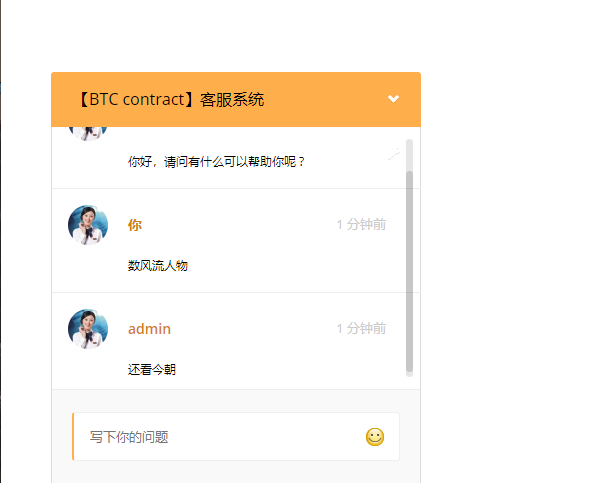 【BTC contract】客服系统
你好，请问有什么可以帮助你呢？
你
1 分钟前
数风流人物
admin
1 分钟前
还看今朝
写下你的问题